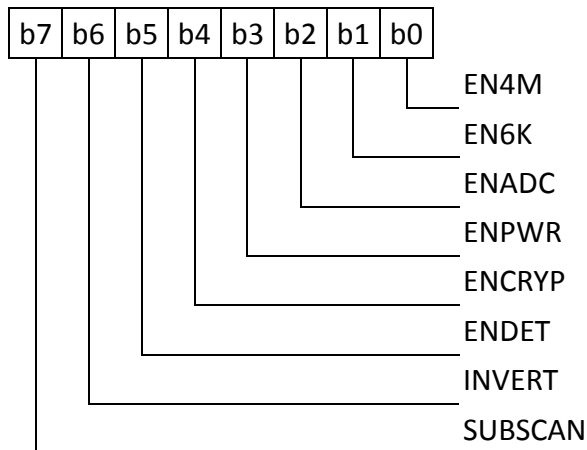 b7 b6 b5 b4 b3 b2 b1 b0
EN4M
EN6K
ENADC
ENPWR
ENCRYP
ENDET
INVERT
SUBSCAN